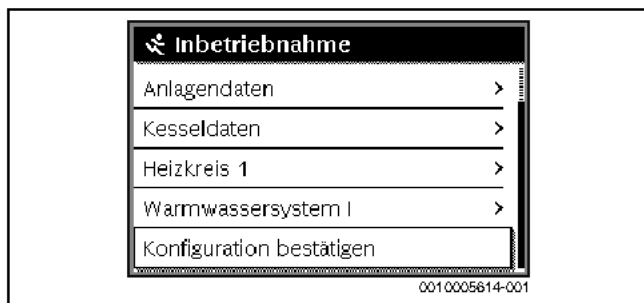 Inbetriebnahme
Anlagendaten >
Kesseldaten >
Heizkreis 1 >
Warmwassersystem I >
Konfiguration bestätigen
0010005614-001